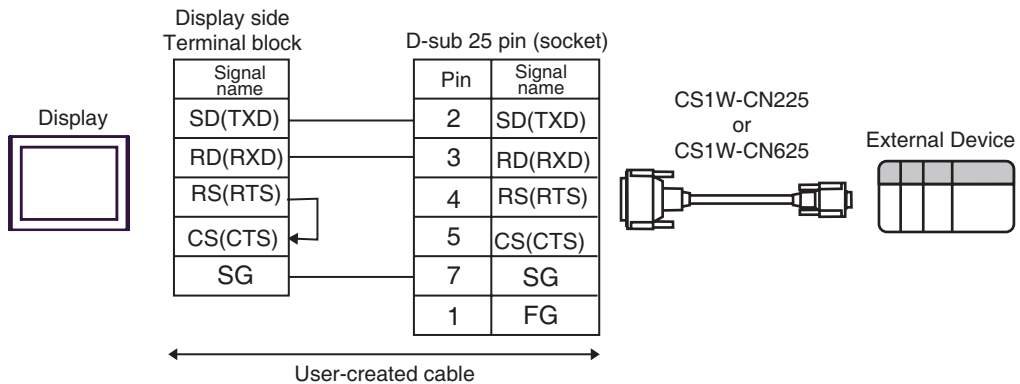 Display side
Terminal block
D-sub 25 pin (socket)
Signal name
Pin
Signal name
SD(TXD)
2
SD(TXD)
RD(RXD)
3
RD(RXD)
RS(RTS)
4
RS(RTS)
CS(CTS)
5
CS(CTS)
SG
7
SG
1
FG
User-created cable
Display
CS1W-CN225
or
CS1W-CN625
External Device